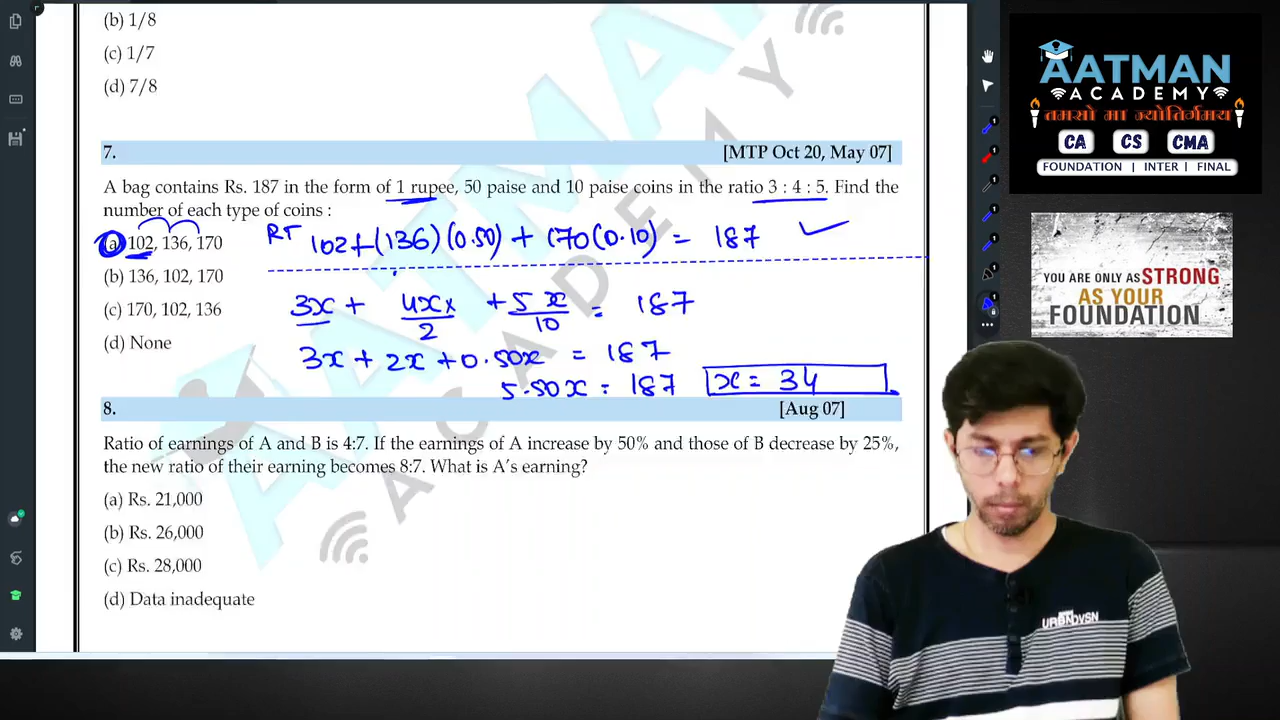 (b) 1/8
(c) 1/7
(d) 7/8
7. [MTP Oct 20, May 07]
A bag contains Rs. 187 in the form of 1 rupee, 50 paise and 10 paise coins in the ratio 3 : 4 : 5. Find the
number of each type of coins :
(a) 102, 136, 170
RT 102+(136)(0.50) + 170(0.10) = 187
(b) 136, 102, 170
(c) 170, 102, 136
(d) None
3x + 4x x/2 + 5x/10 = 187
3x + 2x + 0.50x = 187
5.50x = 187 x = 34
8. [Aug 07]
Ratio of earnings of A and B is 4:7. If the earnings of A increase by 50% and those of B decrease by 25%,
the new ratio of their earning becomes 8:7. What is A's earning?
(a) Rs. 21,000
(b) Rs. 26,000
(c) Rs. 28,000
(d) Data inadequate
AATMAN
ACADEMY
तमसो मा ज्योतिर्गमय
CA CS CMA
FOUNDATION | INTER | FINAL
YOU ARE ONLY AS STRONG
AS YOUR
FOUNDATION
URBNDVSN
AATMAN
ACADEMY